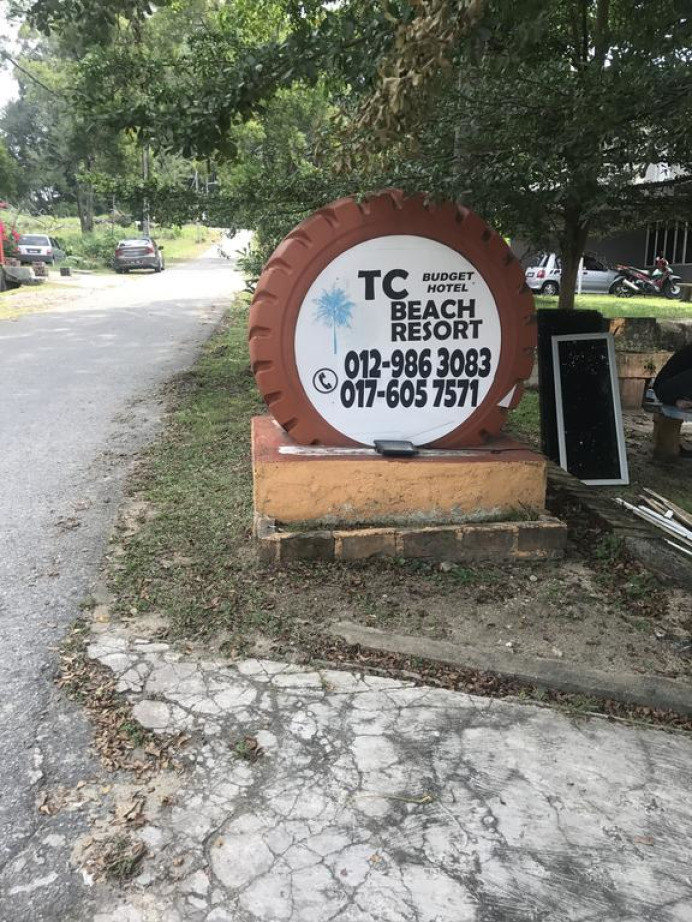 TC BUDGET
HOTEL
BEACH
RESORT
012-986 3083
017-605 7571